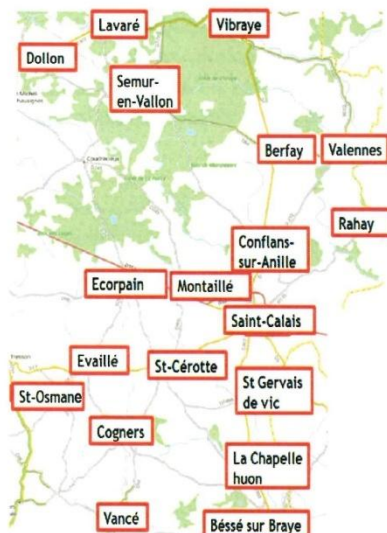 Lavaré
Vibraye
Dollon
Semur-
en-Vallon
Berfay
Valennes
Rahay
Conflans-
sur-Anille
Ecorpain
Montaillé
Saint-Calais
Evaillé
St-Cérotte
St-Osmane
St Gervais
de vic
Cogners
La Chapelle
huon
Vancé
Béssé sur Braye